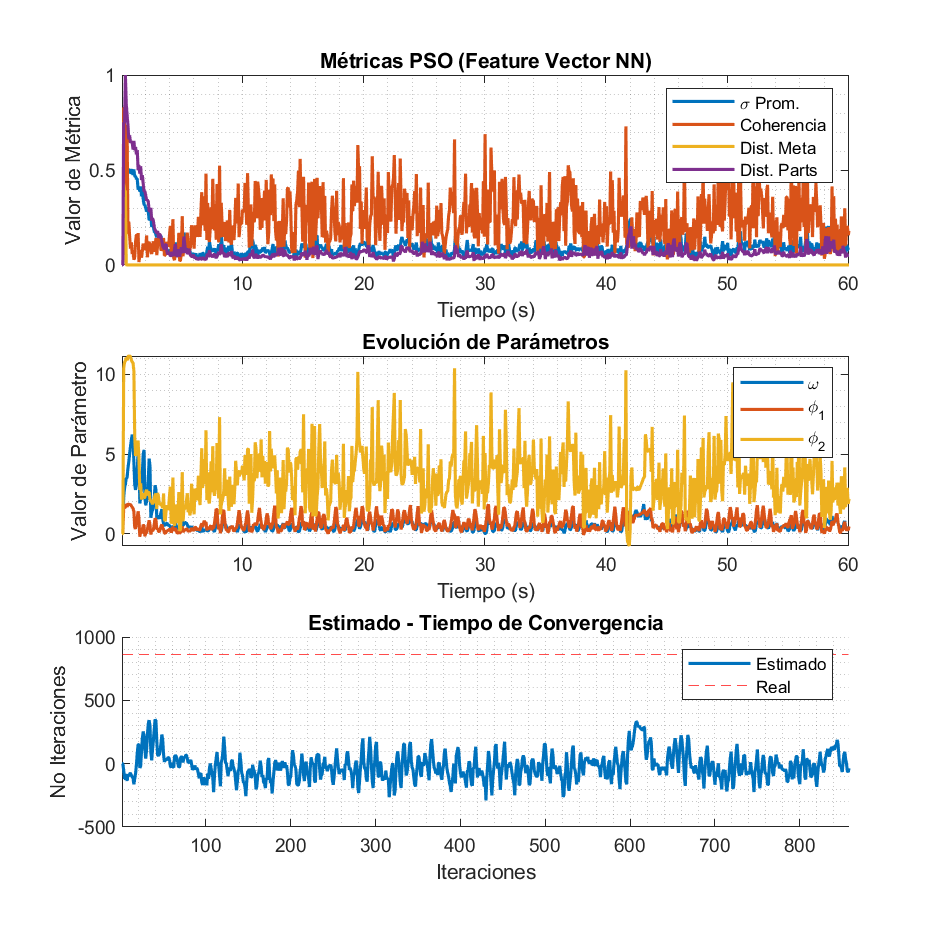 Métricas PSO (Feature Vector NN)
Valor de Métrica
1
0.5
0
σ Prom.
Coherencia
Dist. Meta
Dist. Parts
10 20 30 40 50 60
Tiempo (s)
Evolución de Parámetros
Valor de Parámetro
10
5
0
ω
ϕ1
ϕ2
10 20 30 40 50 60
Tiempo (s)
Estimado - Tiempo de Convergencia
No Iteraciones
1000
500
0
-500
Estimado
Real
100 200 300 400 500 600 700 800
Iteraciones